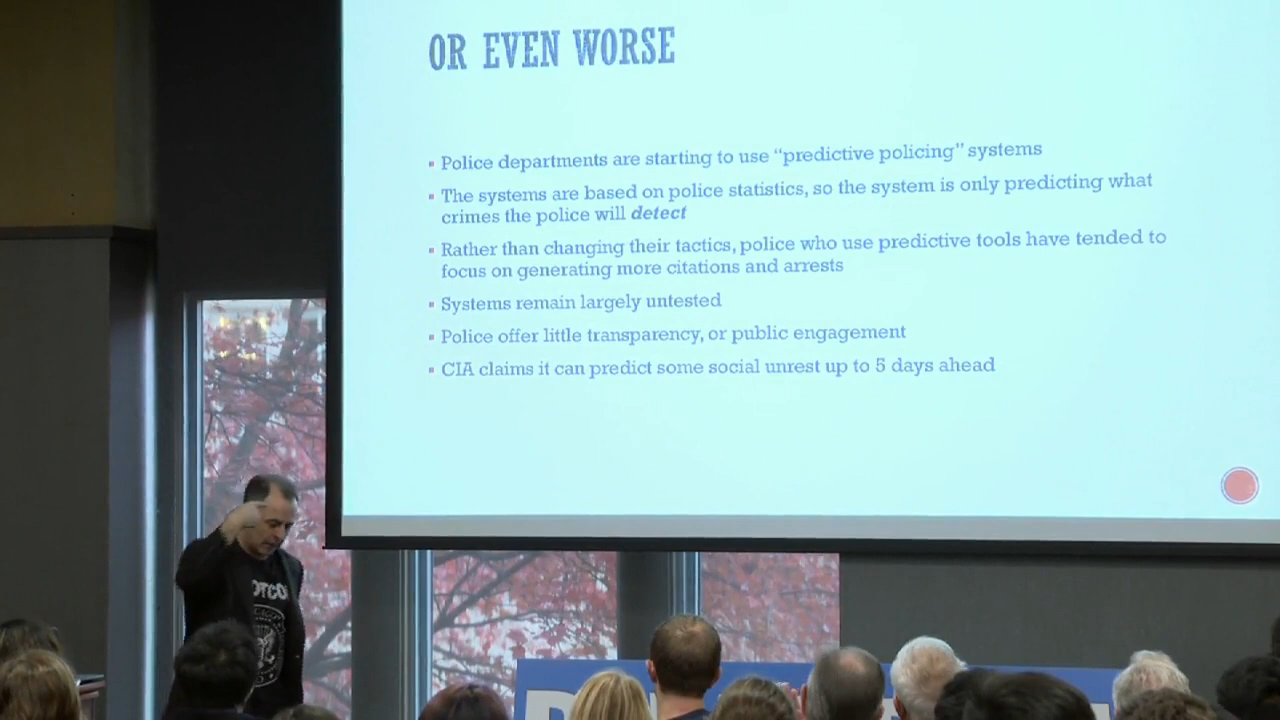 OR EVEN WORSE
Police departments are starting to use “predictive policing” systems
The systems are based on police statistics, so the system is only predicting what
crimes the police will detect
Rather than changing their tactics, police who use predictive tools have tended to
focus on generating more citations and arrests
Systems remain largely untested
Police offer little transparency, or public engagement
CIA claims it can predict some social unrest up to 5 days ahead